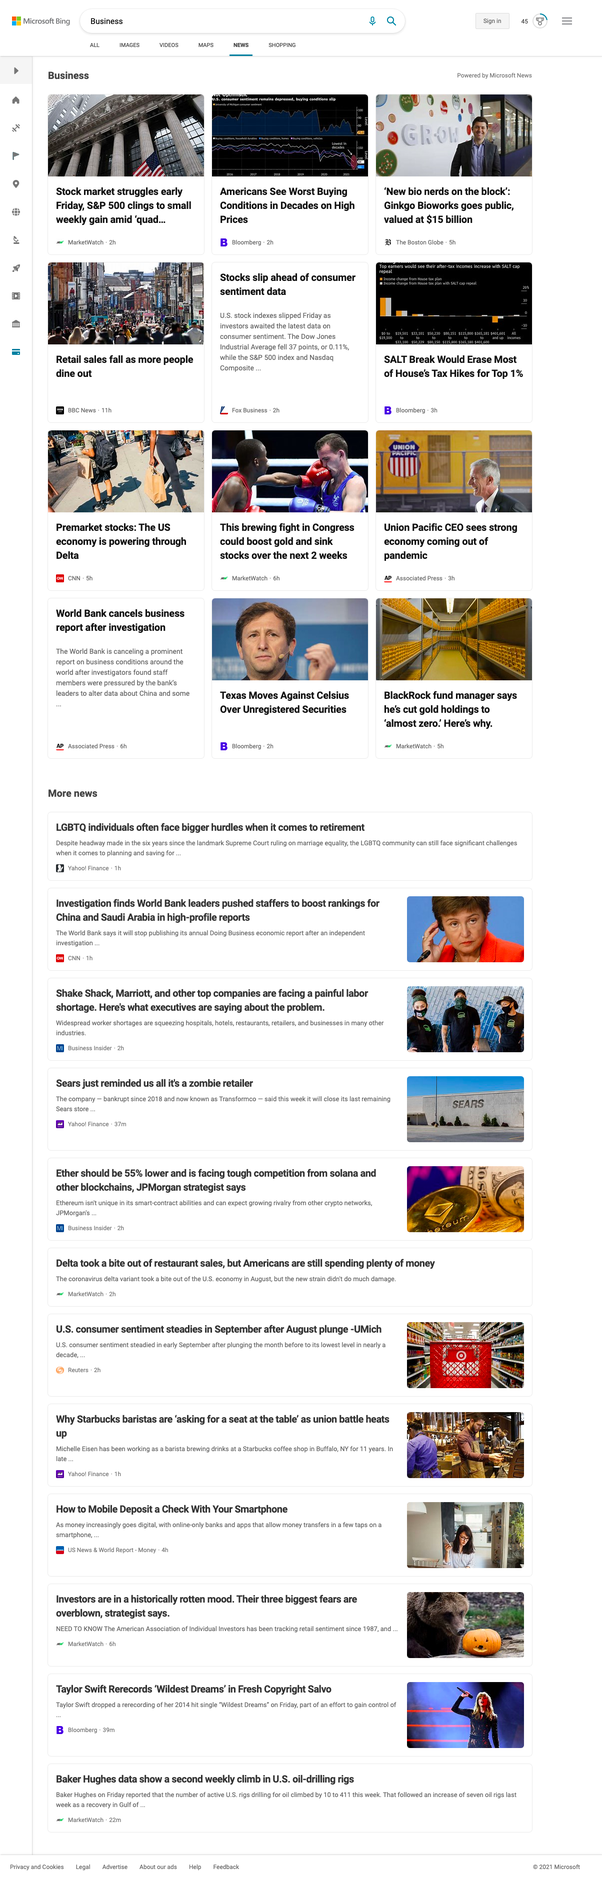 Microsoft Bing
Business
Sign in
45
ALL
IMAGES
VIDEOS
MAPS
NEWS
SHOPPING
Business
Powered by Microsoft News
Stock market struggles early
Friday, S&P 500 clings to small
weekly gain amid ‘quad...
MarketWatch · 2h
Americans See Worst Buying
Conditions in Decades on High
Prices
Bloomberg · 2h
GROW
‘New bio nerds on the block’:
Ginkgo Bioworks goes public,
valued at $15 billion
The Boston Globe · 5h
Retail sales fall as more people
dine out
BBC News · 11h
Stocks slip ahead of consumer
sentiment data
U.S. stock indexes slipped Friday as
investors awaited the latest data on
consumer sentiment. The Dow Jones
Industrial Average fell 37 points, or 0.11%,
while the S&P 500 index and Nasdaq
Composite ...
Fox Business · 2h
Top earners would see their after-tax incomes increase with SALT cap
repeal
SALT Break Would Erase Most
of House’s Tax Hikes for Top 1%
Bloomberg · 3h
Premarket stocks: The US
economy is powering through
Delta
CNN · 5h
This brewing fight in Congress
could boost gold and sink
stocks over the next 2 weeks
MarketWatch · 6h
UNION
PACIFIC
Union Pacific CEO sees strong
economy coming out of
pandemic
Associated Press · 3h
World Bank cancels business
report after investigation
The World Bank is canceling a prominent
report on business conditions around the
world after investigators found staff
members were pressured by the bank’s
leaders to alter data about China and some
...
Associated Press · 6h
Texas Moves Against Celsius
Over Unregistered Securities
Bloomberg · 2h
BlackRock fund manager says
he’s cut gold holdings to
‘almost zero.’ Here’s why.
MarketWatch · 5h
More news
LGBTQ individuals often face bigger hurdles when it comes to retirement
Despite headway made in the six years since the landmark Supreme Court ruling on marriage equality, the LGBTQ community can still face significant challenges
when it comes to planning and saving for ...
Yahoo! Finance · 1h
Investigation finds World Bank leaders pushed staffers to boost rankings for
China and Saudi Arabia in high-profile reports
The World Bank says it will stop publishing its annual Doing Business economic report after an independent
investigation ...
CNN · 1h
Shake Shack, Marriott, and other top companies are facing a painful labor
shortage. Here's what executives are saying about the problem.
Widespread worker shortages are squeezing hospitals, hotels, restaurants, retailers, and businesses in many other
industries.
Business Insider · 2h
Sears just reminded us all it's a zombie retailer
The company — bankrupt since 2018 and now known as Transformco — said this week it will close its last remaining
Sears store ...
Yahoo! Finance · 37m
SEARS
Ether should be 55% lower and is facing tough competition from solana and
other blockchains, JPMorgan strategist says
Ethereum isn't unique in its smart-contract abilities and can expect growing rivalry from other crypto networks,
JPMorgan's ...
Business Insider · 2h
Delta took a bite out of restaurant sales, but Americans are still spending plenty of money
The coronavirus delta variant took a bite out of the U.S. economy in August, but the new strain didn't do much damage.
MarketWatch · 2h
U.S. consumer sentiment steadies in September after August plunge -UMich
U.S. consumer sentiment steadied in early September after plunging the month before to its lowest level in nearly a
decade, ...
Reuters · 2h
Why Starbucks baristas are ‘asking for a seat at the table’ as union battle heats
up
Michelle Eisen has been working as a barista brewing drinks at a Starbucks coffee shop in Buffalo, NY for 11 years. In
late ...
Yahoo! Finance · 1h
How to Mobile Deposit a Check With Your Smartphone
As money increasingly goes digital, with online-only banks and apps that allow money transfers in a few taps on a
smartphone, ...
US News & World Report - Money · 4h
Investors are in a historically rotten mood. Their three biggest fears are
overblown, strategist says.
NEED TO KNOW The American Association of Individual Investors has been tracking retail sentiment since 1987, and ...
MarketWatch · 6h
Taylor Swift Rerecords ‘Wildest Dreams’ in Fresh Copyright Salvo
Taylor Swift dropped a rerecording of her 2014 hit single “Wildest Dreams” on Friday, part of an effort to gain control of
...
Bloomberg · 39m
Baker Hughes data show a second weekly climb in U.S. oil-drilling rigs
Baker Hughes on Friday reported that the number of active U.S. rigs drilling for oil climbed by 10 to 411 this week. That followed an increase of seven oil rigs last
week as a recovery in Gulf of ...
MarketWatch · 22m
Privacy and Cookies
Legal
Advertise
About our ads
Help
Feedback
© 2021 Microsoft